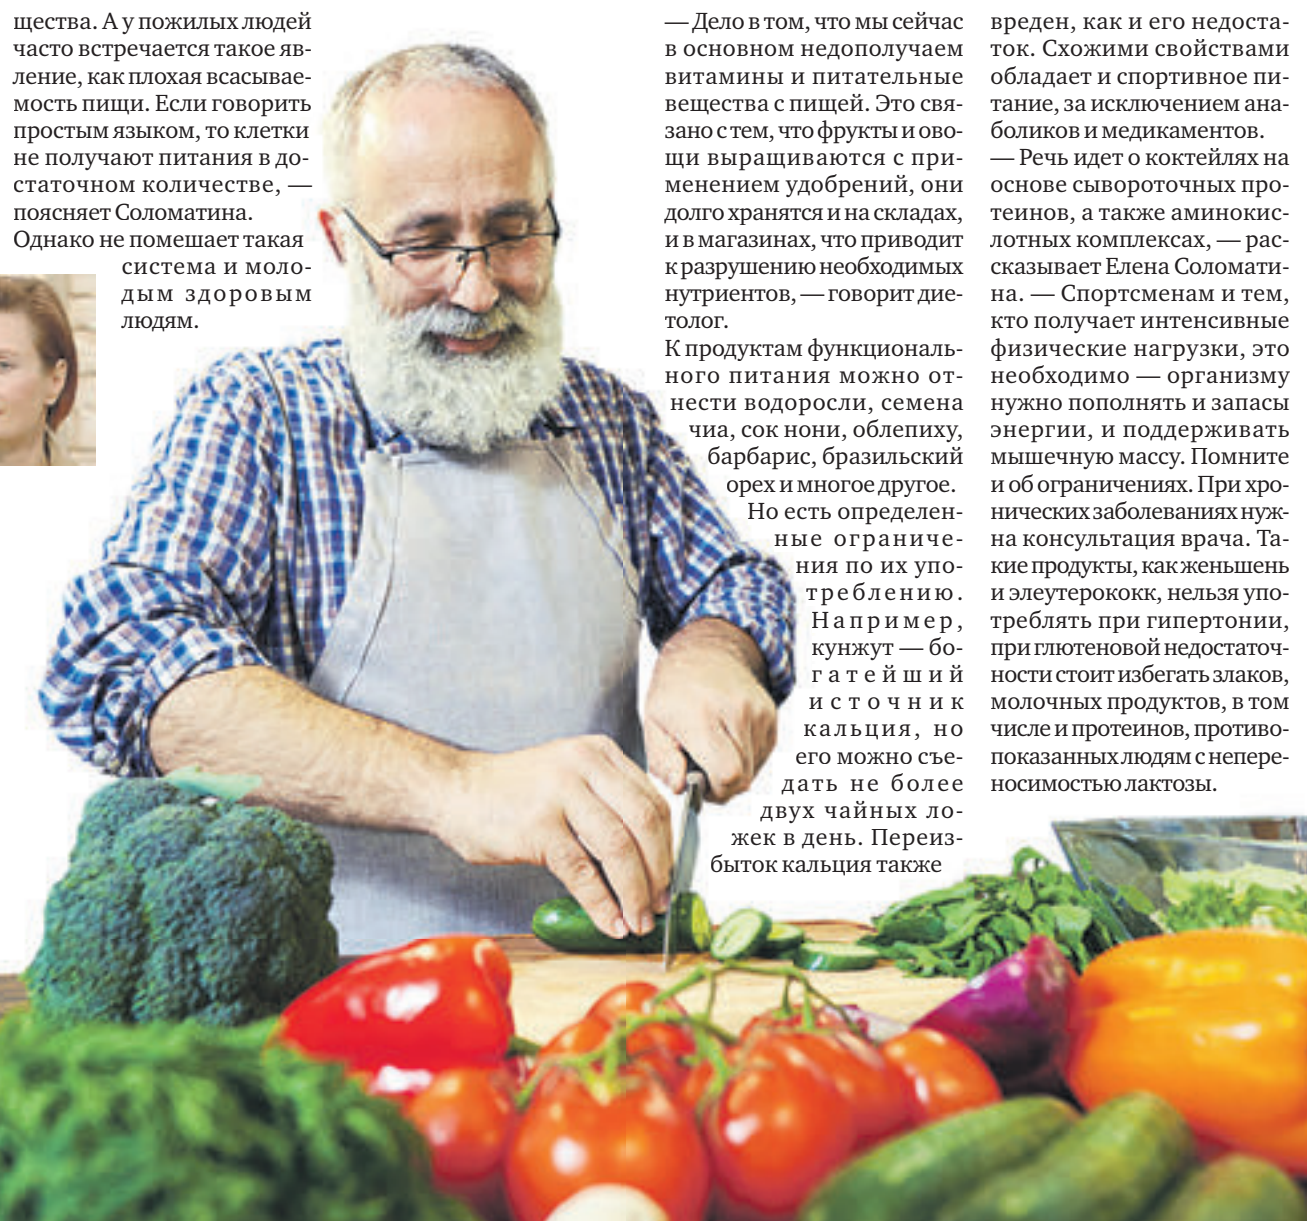 щества. А у пожилых людей
часто встречается такое яв-
ление, как плохая всасывае-
мость пищи. Если говорить
простым языком, то клетки
не получают питания в до-
статочном количестве, —
поясняет Соломатина.
Однако не помешает такая
система и моло-
дым здоровым
людям.
— Дело в том, что мы сейчас
в основном недополучаем
витамины и питательные
вещества с пищей. Это свя-
зано с тем, что фрукты и ово-
щи выращиваются с при-
менением удобрений, они
долго хранятся и на складах,
и в магазинах, что приводит
к разрушению необходимых
нутриентов, — говорит дие-
толог.
К продуктам функциональ-
ного питания можно от-
нести водоросли, семена
чиа, сок нони, облепиху,
барбарис, бразильский
орех и многое другое.
Но есть определен-
ные ограниче-
ния по их упо-
треблению.
Например,
кунжут — бо-
гатейший
источник
кальция, но
его можно съе-
дать не более
двух чайных ло-
жек в день. Переиз-
быток кальция также
вреден, как и его недоста-
ток. Схожими свойствами
обладает и спортивное пи-
тание, за исключением ана-
боликов и медикаментов.
— Речь идет о коктейлях на
основе сывороточных про-
теинов, а также аминокис-
лотных комплексах, — рас-
сказывает Елена Соломати-
на. — Спортсменам и тем,
кто получает интенсивные
физические нагрузки, это
необходимо — организму
нужно пополнять и запасы
энергии, и поддерживать
мышечную массу. Помните
и об ограничениях. При хро-
нических заболеваниях нуж-
на консультация врача. Та-
кие продукты, как женьшень
и элеутерококк, нельзя упо-
треблять при гипертонии,
при глютеновой недостаточ-
ности стоит избегать злаков,
молочных продуктов, в том
числе и протеинов, противо-
показанных людям с непере-
носимостью лактозы.